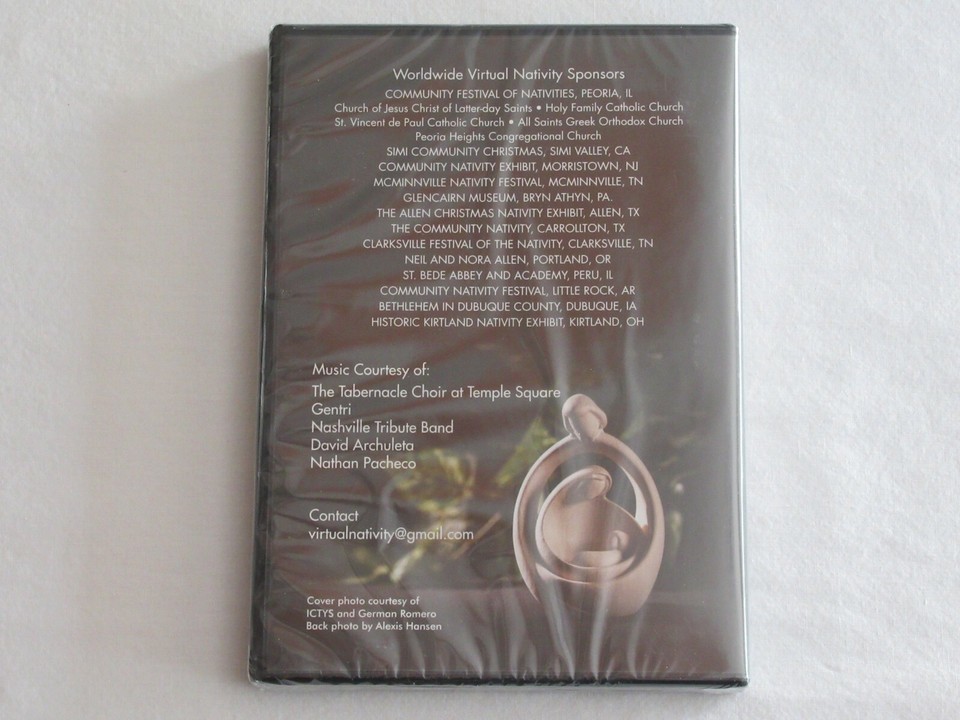 Worldwide Virtual Nativity Sponsors
COMMUNITY FESTIVAL OF NATIVITIES, PEORIA, IL
Church of Jesus Christ of Latter-day Saints • Holy Family Catholic Church
St. Vincent de Paul Catholic Church • All Saints Greek Orthodox Church
Peoria Heights Congregational Church
SIMI COMMUNITY CHRISTMAS, SIMI VALLEY, CA
COMMUNITY NATIVITY EXHIBIT, MORRISTOWN, NJ
MCMINNVILLE NATIVITY FESTIVAL, MCMINNVILLE, TN
GLENCAIRN MUSEUM, BRYN ATHYN, PA.
THE ALLEN CHRISTMAS NATIVITY EXHIBIT, ALLEN, TX
THE COMMUNITY NATIVITY, CARROLLTON, TX
CLARKSVILLE FESTIVAL OF THE NATIVITY, CLARKSVILLE, TN
NEIL AND NORA ALLEN, PORTLAND, OR
ST. BEDE ABBEY AND ACADEMY, PERU, IL
COMMUNITY NATIVITY FESTIVAL, LITTLE ROCK, AR
BETHLEHEM IN DUBUQUE COUNTY, DUBUQUE, IA
HISTORIC KIRTLAND NATIVITY EXHIBIT, KIRTLAND, OH
Music Courtesy of:
The Tabernacle Choir at Temple Square
Gentri
Nashville Tribute Band
David Archuleta
Nathan Pacheco
Contact
virtualnativity@gmail.com
Cover photo courtesy of
ICTYS and German Romero
Back photo by Alexis Hansen